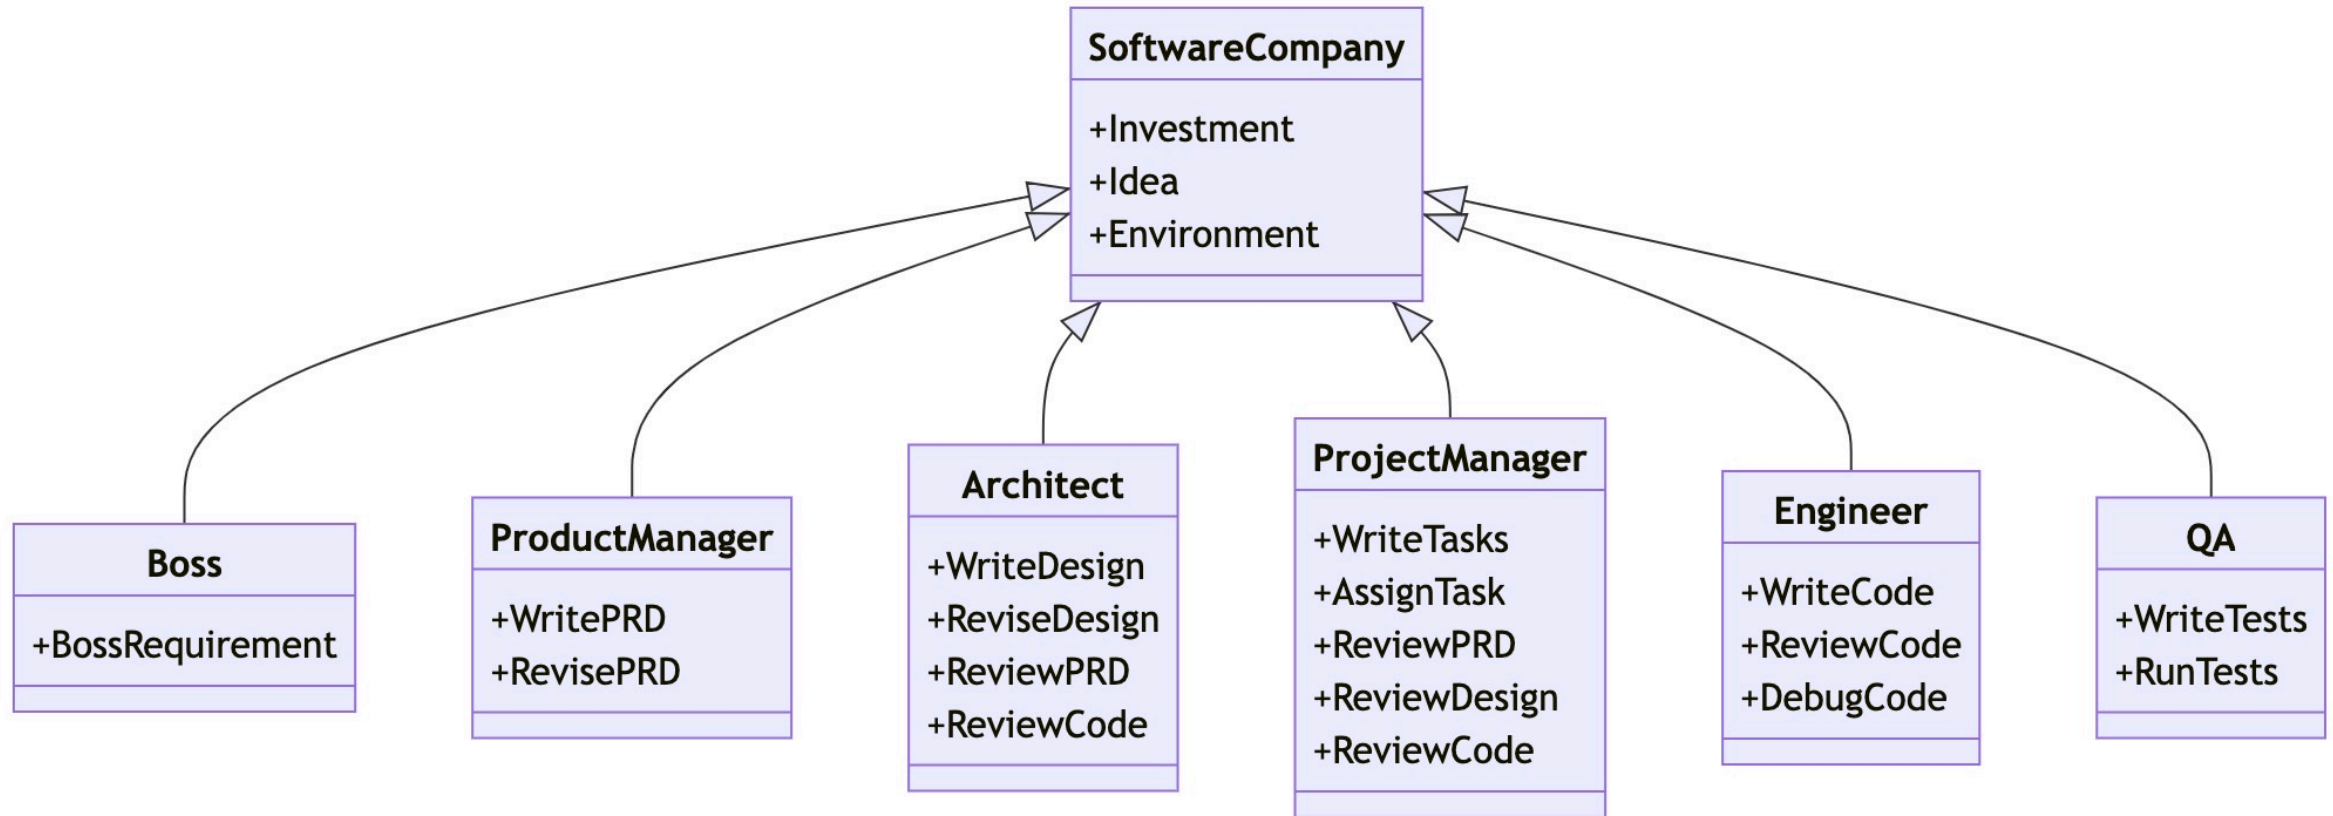 SoftwareCompany
+Investment
+Idea
+Environment
Boss
+BossRequirement
ProductManager
+WritePRD
+RevisePRD
Architect
+WriteDesign
+ReviseDesign
+ReviewPRD
+ReviewCode
ProjectManager
+WriteTasks
+AssignTask
+ReviewPRD
+ReviewDesign
+ReviewCode
Engineer
+WriteCode
+ReviewCode
+DebugCode
QA
+WriteTests
+RunTests